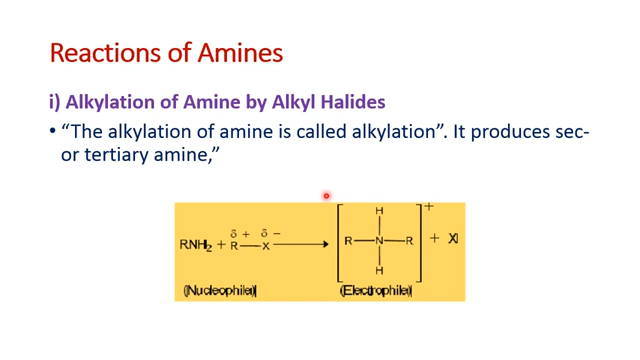 Reactions of Amines
i) Alkylation of Amine by Alkyl Halides
• “The alkylation of amine is called alkylation”. It produces sec-
or tertiary amine,”
H +
δ + δ −
RNH₂ + R — X → R — N — R + X
H
(Nucleophile) (Electrophile)